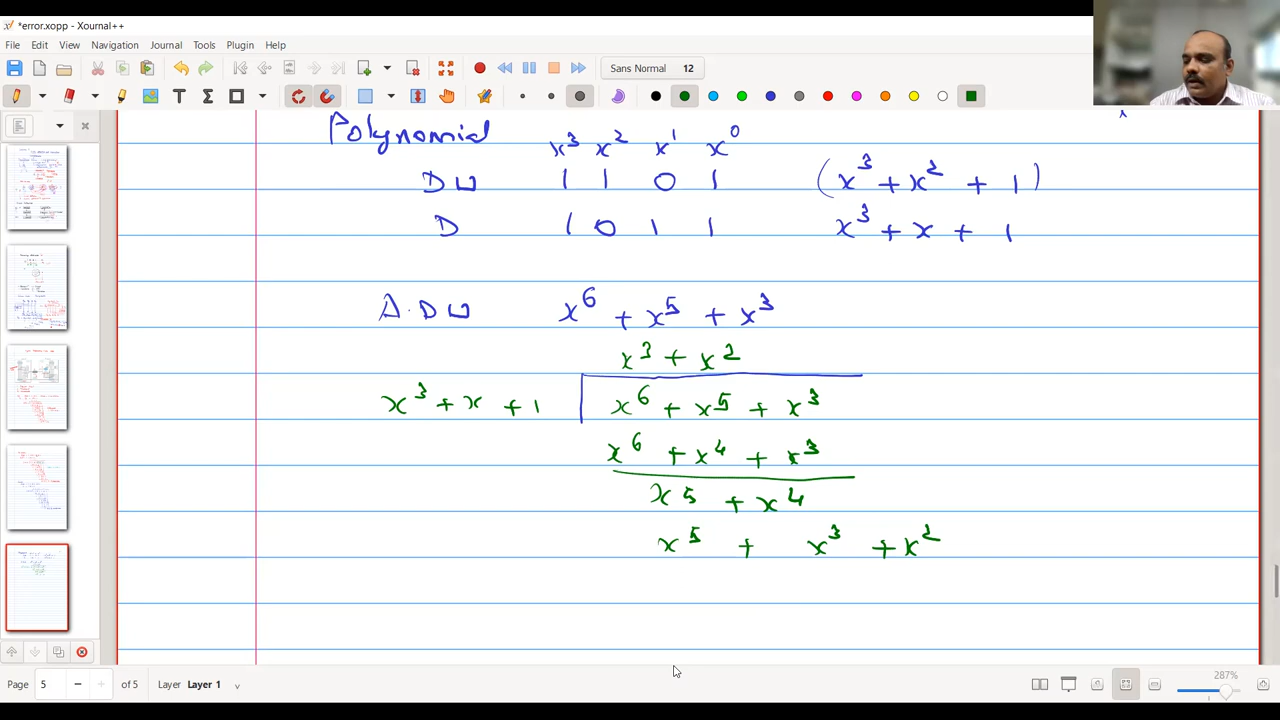 *error.xopp - Xournal++
File Edit View Navigation Journal Tools Plugin Help
Sans Normal 12
Polynomial
x³ x² x¹ x⁰
DW 1 1 0 1 (x³ + x² + 1)
D 1 0 1 1 x³ + x + 1
A.DW x⁶ + x⁵ + x³
x³ + x²
x³ + x + 1 x⁶ + x⁵ + x³
x⁶ + x⁴ + x³
x⁵ + x⁴
x⁵ + x³ + x²
Page 5 of 5 Layer Layer 1 287%